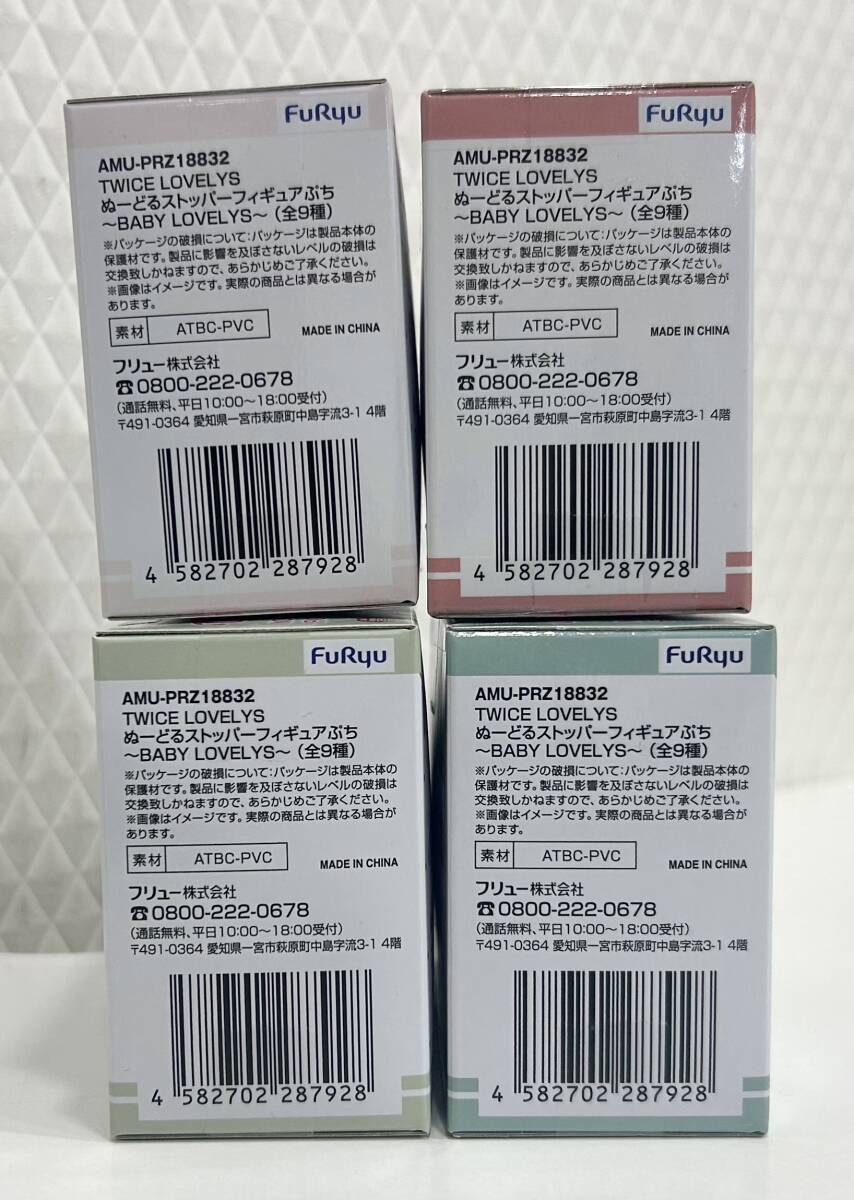 FuRyu
AMU-PRZ18832
TWICE LOVELYS
ぬーどるストッパーフィギュアぷち
～BABY LOVELYS～（全9種）
※パッケージの破損について：パッケージは製品本体の
保護材です。製品に影響を及ぼさないレベルの破損は
交換致しかねますので、あらかじめご了承ください。
※画像はイメージです。実際の商品とは異なる場合が
あります。
素材 ATBC-PVC MADE IN CHINA
フリュー株式会社
☎0800-222-0678
（通話無料、平日10:00～18:00受付）
〒491-0364 愛知県一宮市萩原町中島字流3-1 4階
4 582702 287928
FuRyu
AMU-PRZ18832
TWICE LOVELYS
ぬーどるストッパーフィギュアぷち
～BABY LOVELYS～（全9種）
※パッケージの破損について：パッケージは製品本体の
保護材です。製品に影響を及ぼさないレベルの破損は
交換致しかねますので、あらかじめご了承ください。
※画像はイメージです。実際の商品とは異なる場合が
あります。
素材 ATBC-PVC MADE IN CHINA
フリュー株式会社
☎0800-222-0678
（通話無料、平日10:00～18:00受付）
〒491-0364 愛知県一宮市萩原町中島字流3-1 4階
4 582702 287928
FuRyu
AMU-PRZ18832
TWICE LOVELYS
ぬーどるストッパーフィギュアぷち
～BABY LOVELYS～（全9種）
※パッケージの破損について：パッケージは製品本体の
保護材です。製品に影響を及ぼさないレベルの破損は
交換致しかねますので、あらかじめご了承ください。
※画像はイメージです。実際の商品とは異なる場合が
あります。
素材 ATBC-PVC MADE IN CHINA
フリュー株式会社
☎0800-222-0678
（通話無料、平日10:00～18:00受付）
〒491-0364 愛知県一宮市萩原町中島字流3-1 4階
4 582702 287928
FuRyu
AMU-PRZ18832
TWICE LOVELYS
ぬーどるストッパーフィギュアぷち
～BABY LOVELYS～（全9種）
※パッケージの破損について：パッケージは製品本体の
保護材です。製品に影響を及ぼさないレベルの破損は
交換致しかねますので、あらかじめご了承ください。
※画像はイメージです。実際の商品とは異なる場合が
あります。
素材 ATBC-PVC MADE IN CHINA
フリュー株式会社
☎0800-222-0678
（通話無料、平日10:00～18:00受付）
〒491-0364 愛知県一宮市萩原町中島字流3-1 4階
4 582702 287928